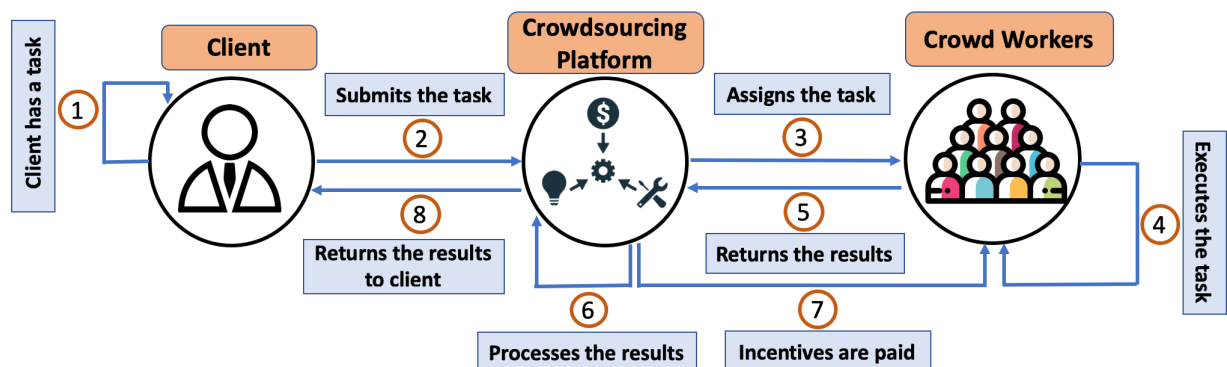 Client
Crowdsourcing
Platform
Crowd Workers
Client has a task
1
Submits the task
2
Assigns the task
3
$
Executes the task
4
8
Returns the results
to client
5
Returns the results
6
Processes the results
7
Incentives are paid